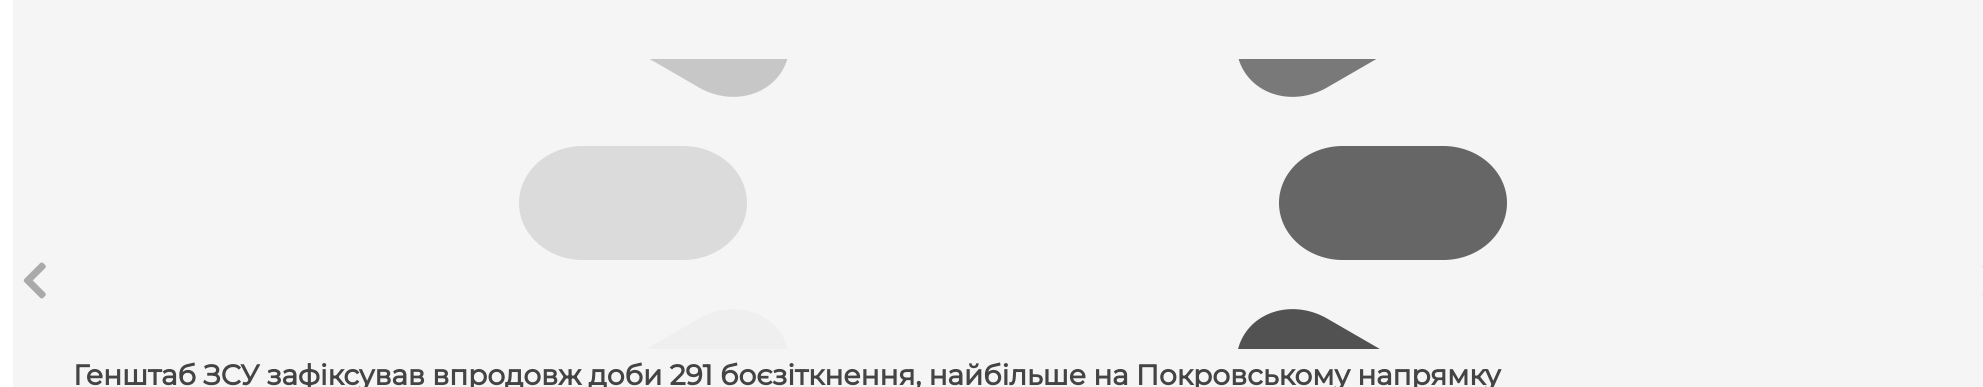 Генштаб ЗСУ зафіксував впродовж доби 291 боєзіткнення, найбільше на Покровському напрямку